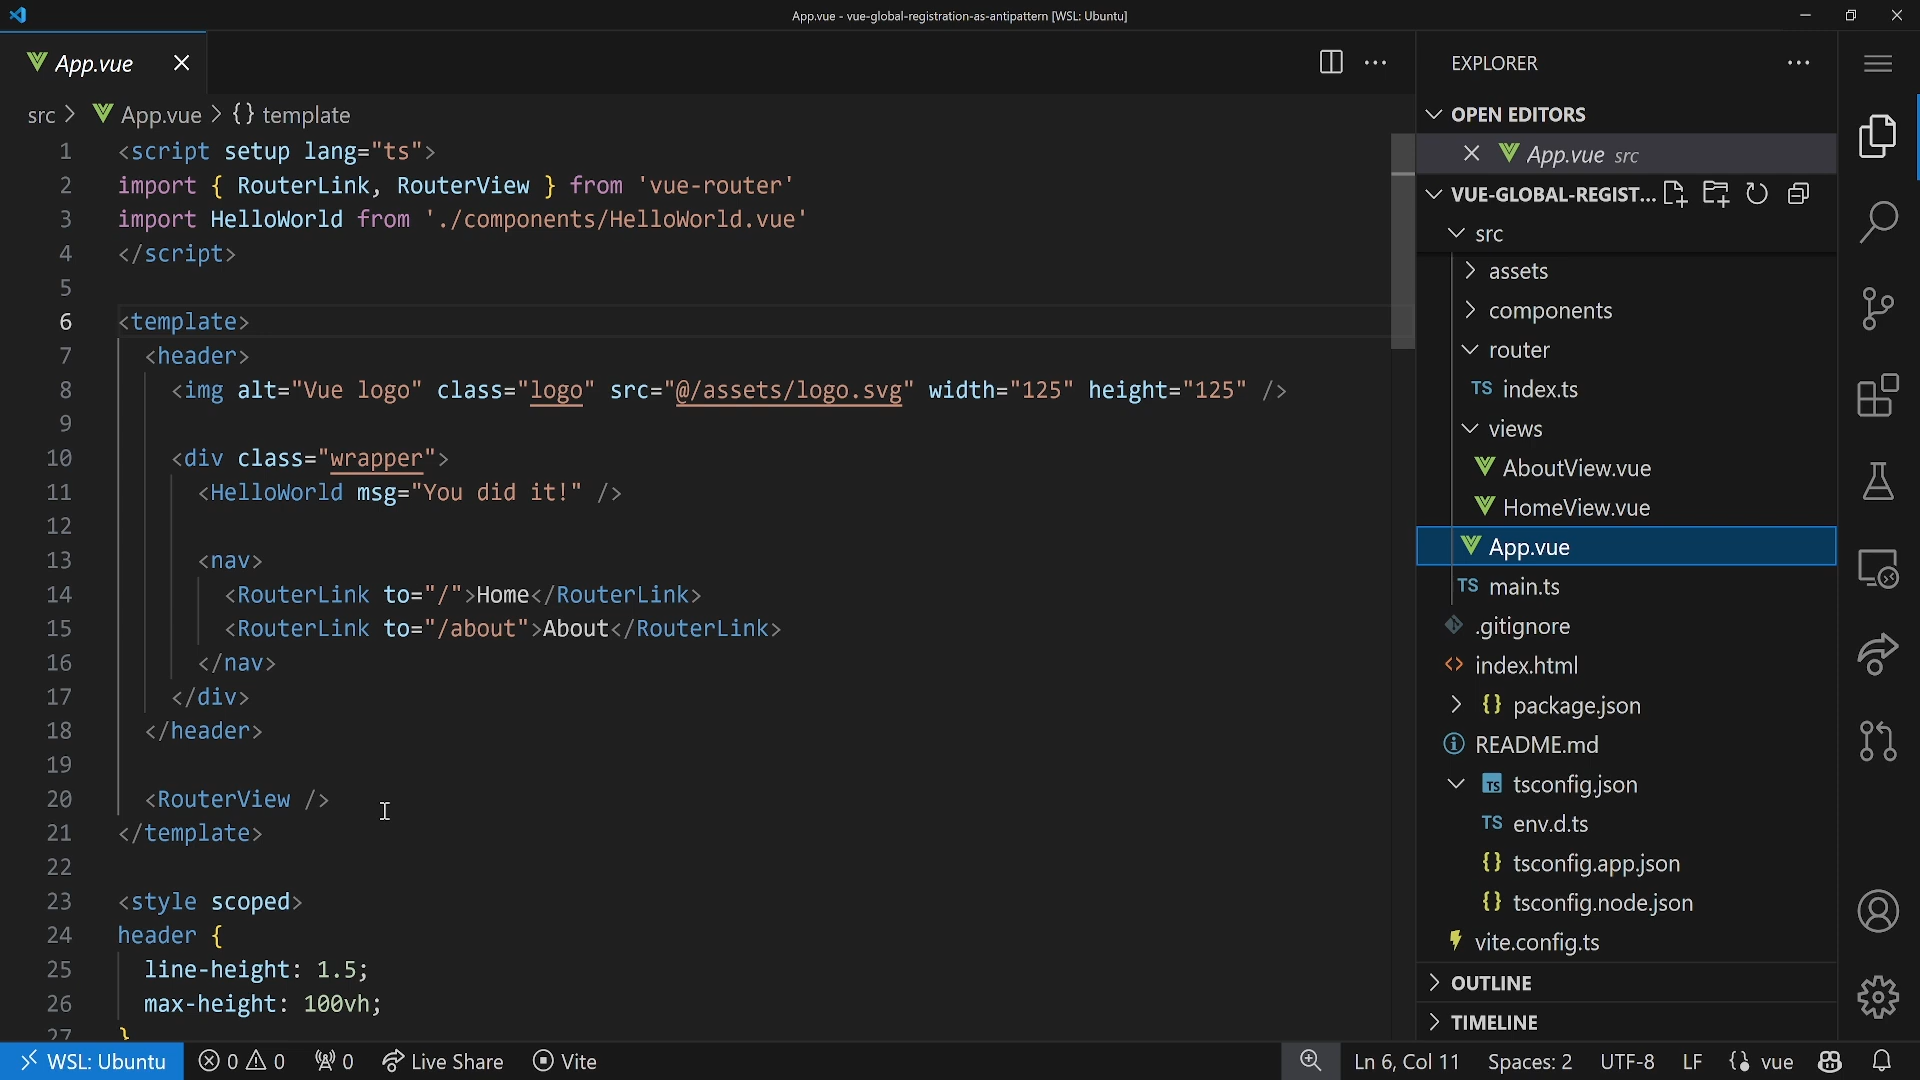 App.vue - vue-global-registration-as-antipattern [WSL: Ubuntu]
App.vue
src > App.vue > {} template
1 <script setup lang="ts">
2 import { RouterLink, RouterView } from 'vue-router'
3 import HelloWorld from './components/HelloWorld.vue'
4 </script>
5
6 <template>
7 <header>
8 <img alt="Vue logo" class="logo" src="@/assets/logo.svg" width="125" height="125" />
9
10 <div class="wrapper">
11 <HelloWorld msg="You did it!" />
12
13 <nav>
14 <RouterLink to="/">Home</RouterLink>
15 <RouterLink to="/about">About</RouterLink>
16 </nav>
17 </div>
18 </header>
19
20 <RouterView />
21 </template>
22
23 <style scoped>
24 header {
25 line-height: 1.5;
26 max-height: 100vh;
27 }
EXPLORER
OPEN EDITORS
App.vue src
VUE-GLOBAL-REGIST...
src
assets
components
router
TS index.ts
views
AboutView.vue
HomeView.vue
App.vue
TS main.ts
.gitignore
<> index.html
{} package.json
README.md
TS tsconfig.json
TS env.d.ts
{} tsconfig.app.json
{} tsconfig.node.json
vite.config.ts
OUTLINE
TIMELINE
WSL: Ubuntu 0 0 0 Live Share Vite Ln 6, Col 11 Spaces: 2 UTF-8 LF vue